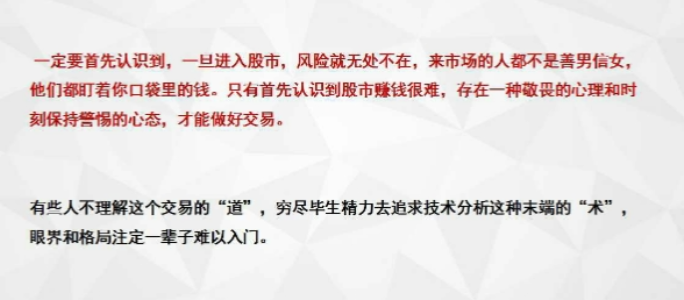 一定要首先认识到，一旦进入股市，风险就无处不在，来市场的人都不是善男信女，
他们都盯着你口袋里的钱。只有首先认识到股市赚钱很难，存在一种敬畏的心理和时
刻保持警惕的心态，才能做好交易。
有些人不理解这个交易的“道”，穷尽毕生精力去追求技术分析这种末端的“术”，
眼界和格局注定一辈子难以入门。